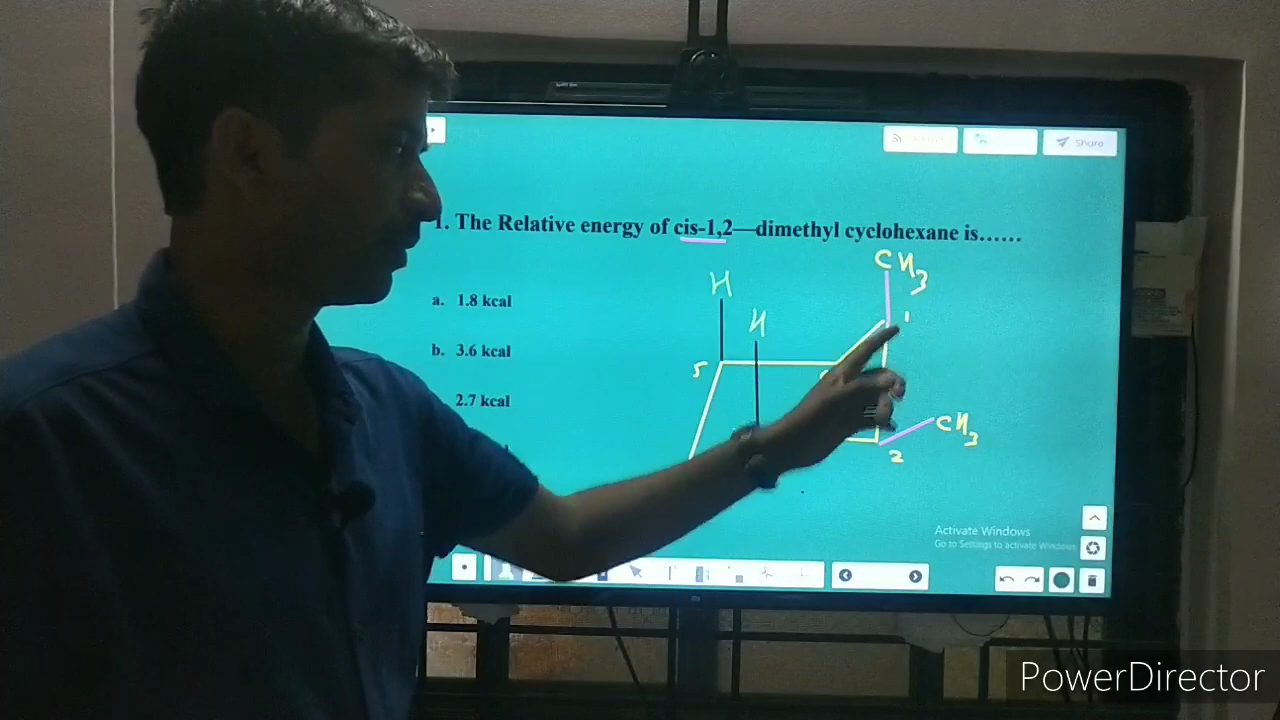 Share
1. The Relative energy of cis-1,2—dimethyl cyclohexane is......
a. 1.8 kcal
b. 3.6 kcal
2.7 kcal
H
H
CH3
1
5
CH3
2
Activate Windows
Go to Settings to activate Windows
PowerDirector